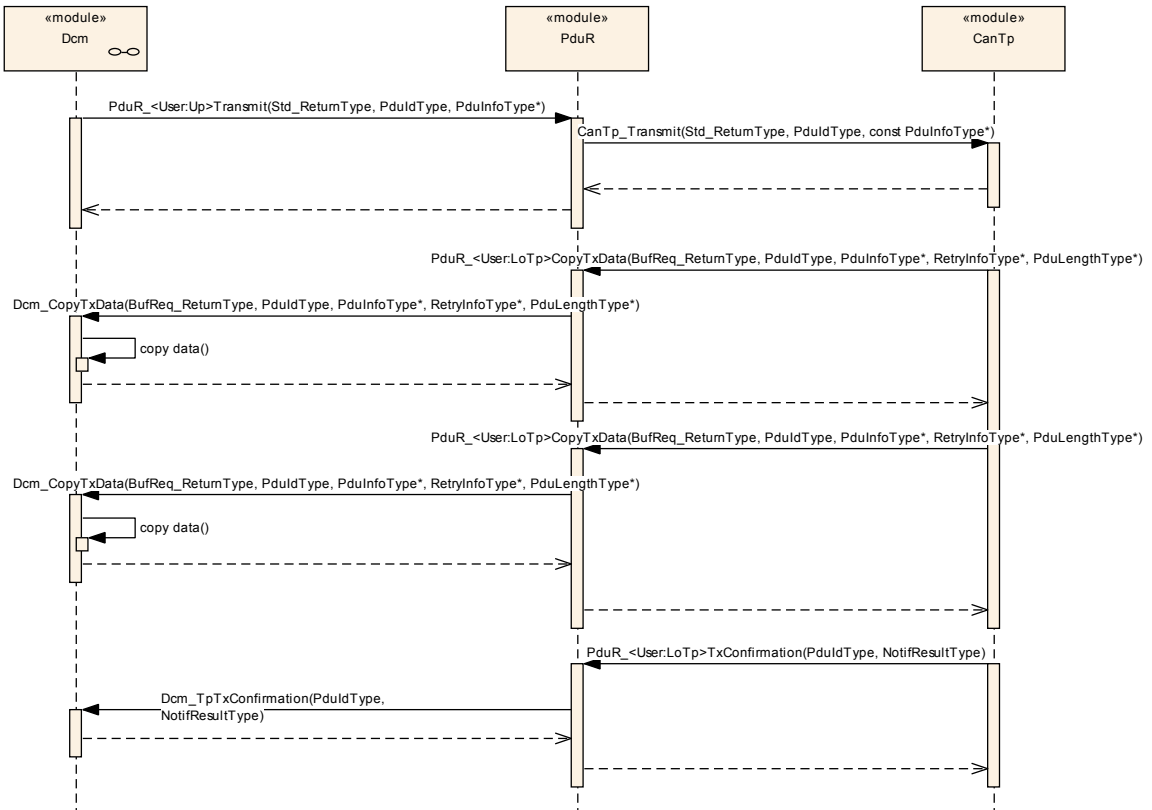 «module»
Dcm
«module»
PduR
«module»
CanTp
PduR_<User:Up>Transmit(Std_ReturnType, PduIdType, PduInfoType*)
CanTp_Transmit(Std_ReturnType, PduIdType, const PduInfoType*)
PduR_<User:LoTp>CopyTxData(BufReq_ReturnType, PduIdType, PduInfoType*, RetryInfoType*, PduLengthType*)
Dcm_CopyTxData(BufReq_ReturnType, PduIdType, PduInfoType*, RetryInfoType*, PduLengthType*)
copy data()
PduR_<User:LoTp>CopyTxData(BufReq_ReturnType, PduIdType, PduInfoType*, RetryInfoType*, PduLengthType*)
Dcm_CopyTxData(BufReq_ReturnType, PduIdType, PduInfoType*, RetryInfoType*, PduLengthType*)
copy data()
PduR_<User:LoTp>TxConfirmation(PduIdType, NotifResultType)
Dcm_TpTxConfirmation(PduIdType,
NotifResultType)